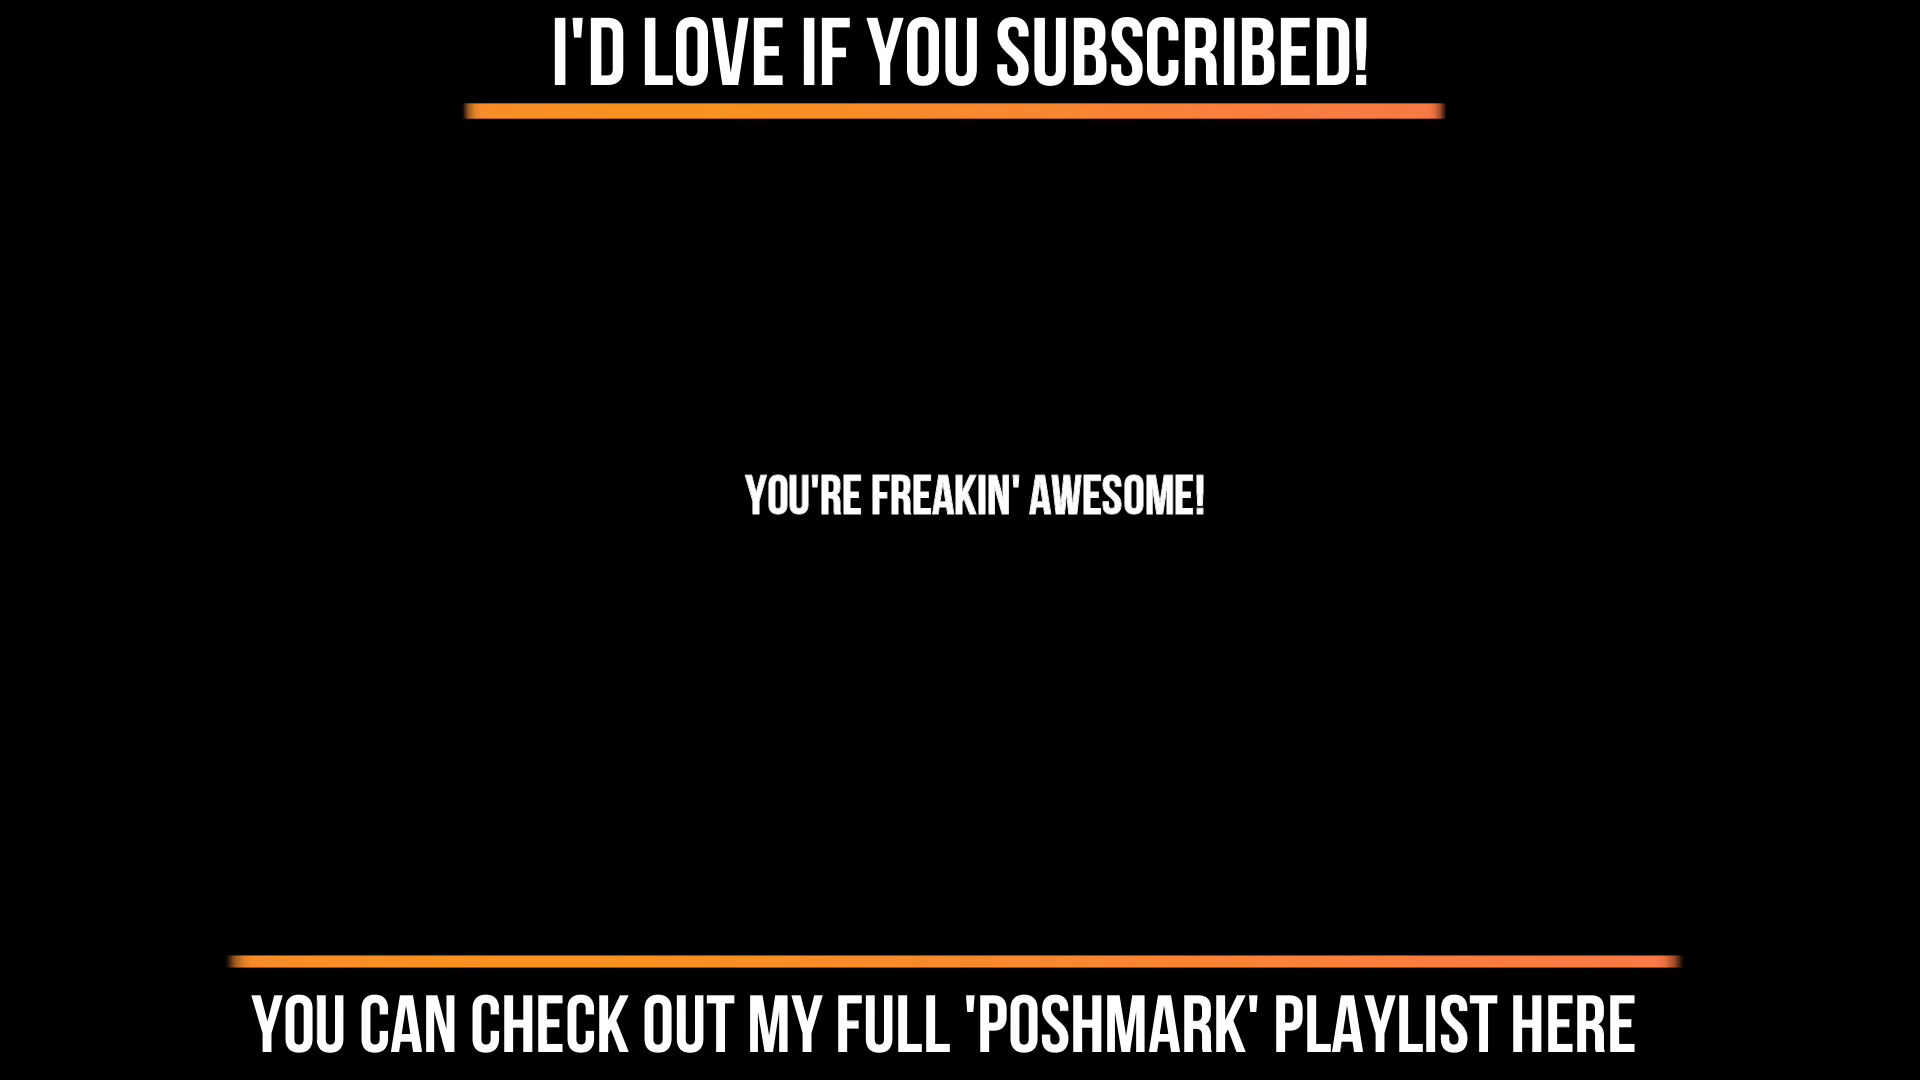 I'D LOVE IF YOU SUBSCRIBED!
YOU'RE FREAKIN' AWESOME!
YOU CAN CHECK OUT MY FULL 'POSHMARK' PLAYLIST HERE